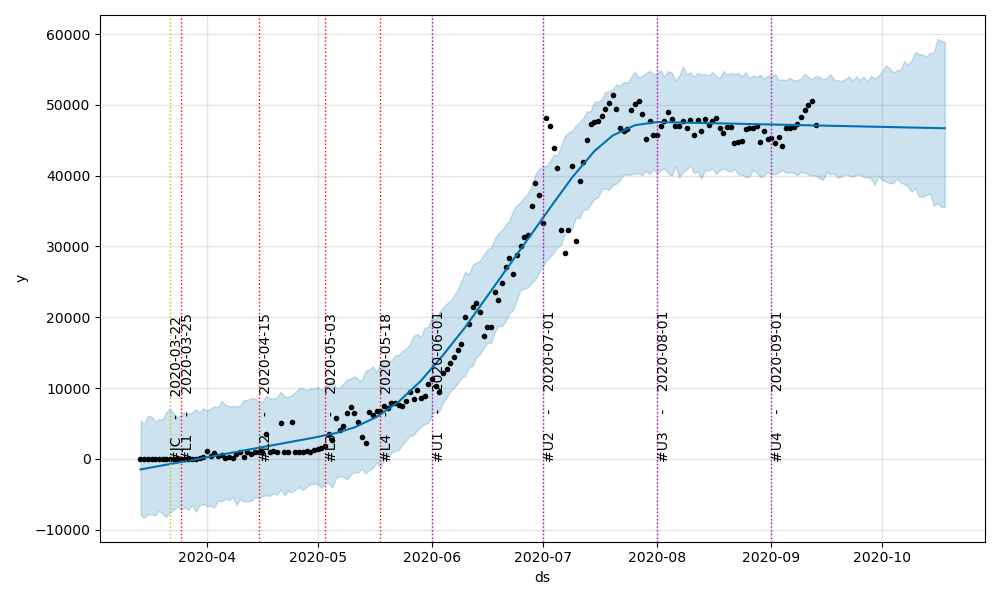 60000
50000
40000
30000
20000
10000
0
−10000
y
#JC - 2020-03-22
#L1 - 2020-03-25
#L2 - 2020-04-15
#L3 - 2020-05-03
#L4 - 2020-05-18
#U1 - 2020-06-01
#U2 - 2020-07-01
#U3 - 2020-08-01
#U4 - 2020-09-01
2020-04 2020-05 2020-06 2020-07 2020-08 2020-09 2020-10
ds